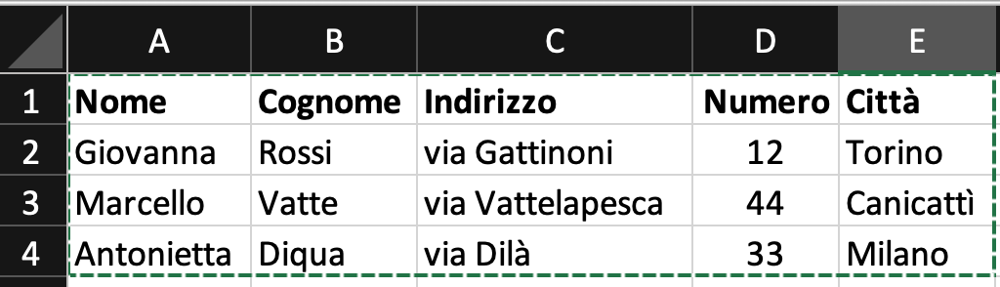 A B C D E
1 Nome Cognome Indirizzo Numero Città
2 Giovanna Rossi via Gattinoni 12 Torino
3 Marcello Vatte via Vattelapesca 44 Canicattì
4 Antonietta Diqua via Dilà 33 Milano